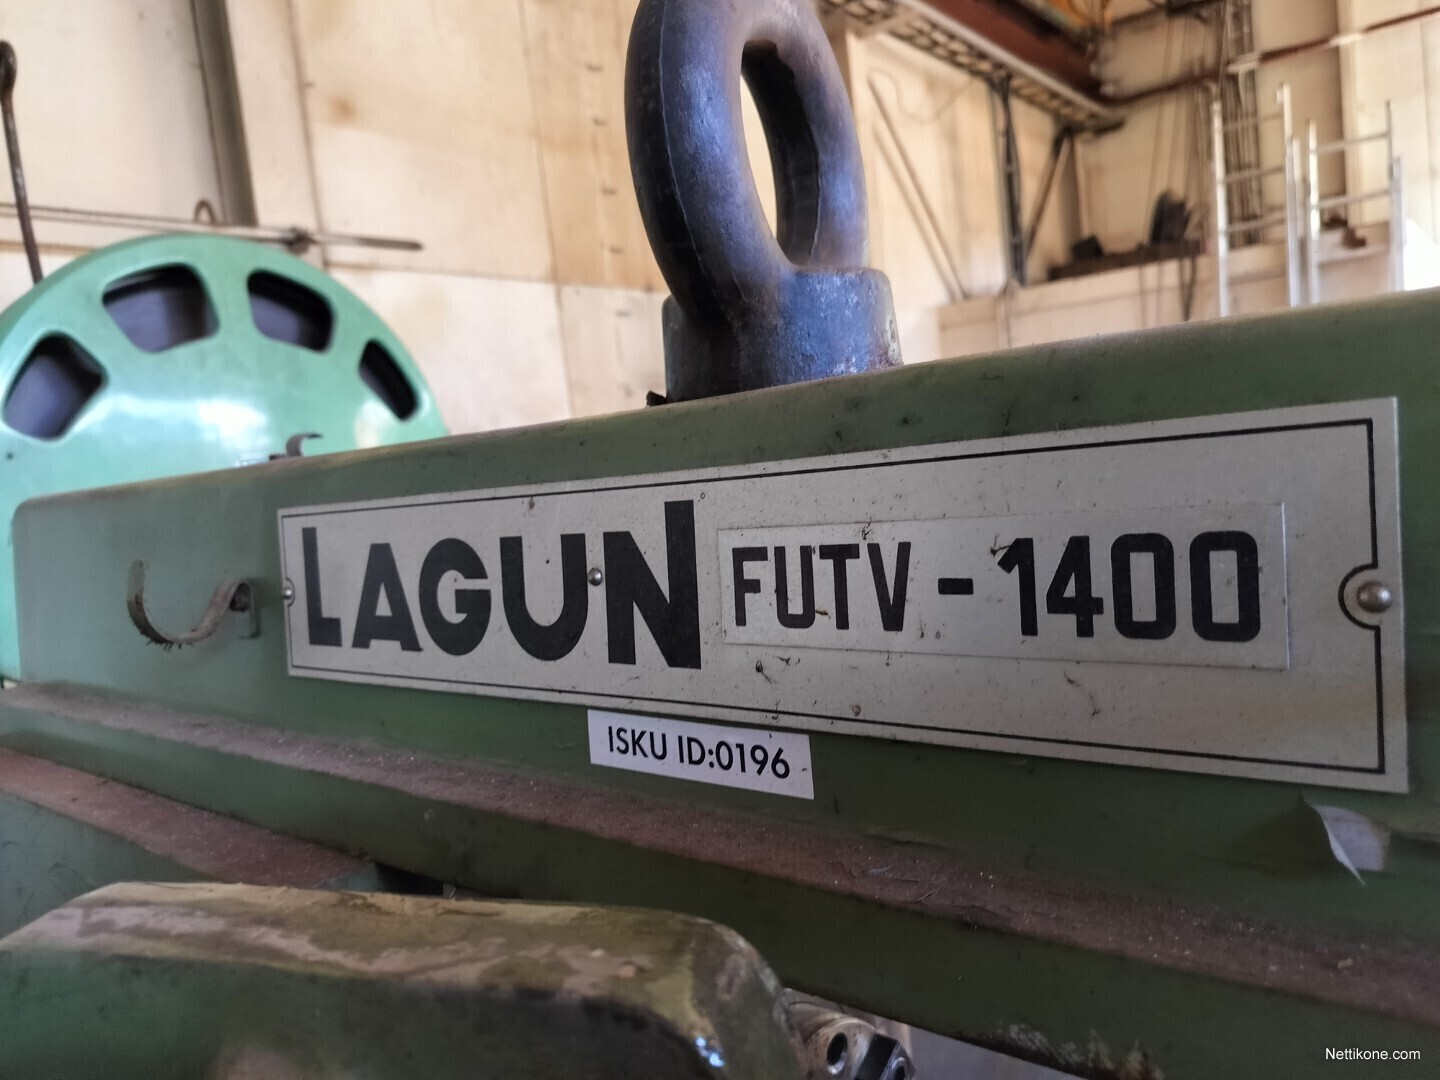 LAGUN FUTV - 1400
ISKU ID:0196
Nettikone.com